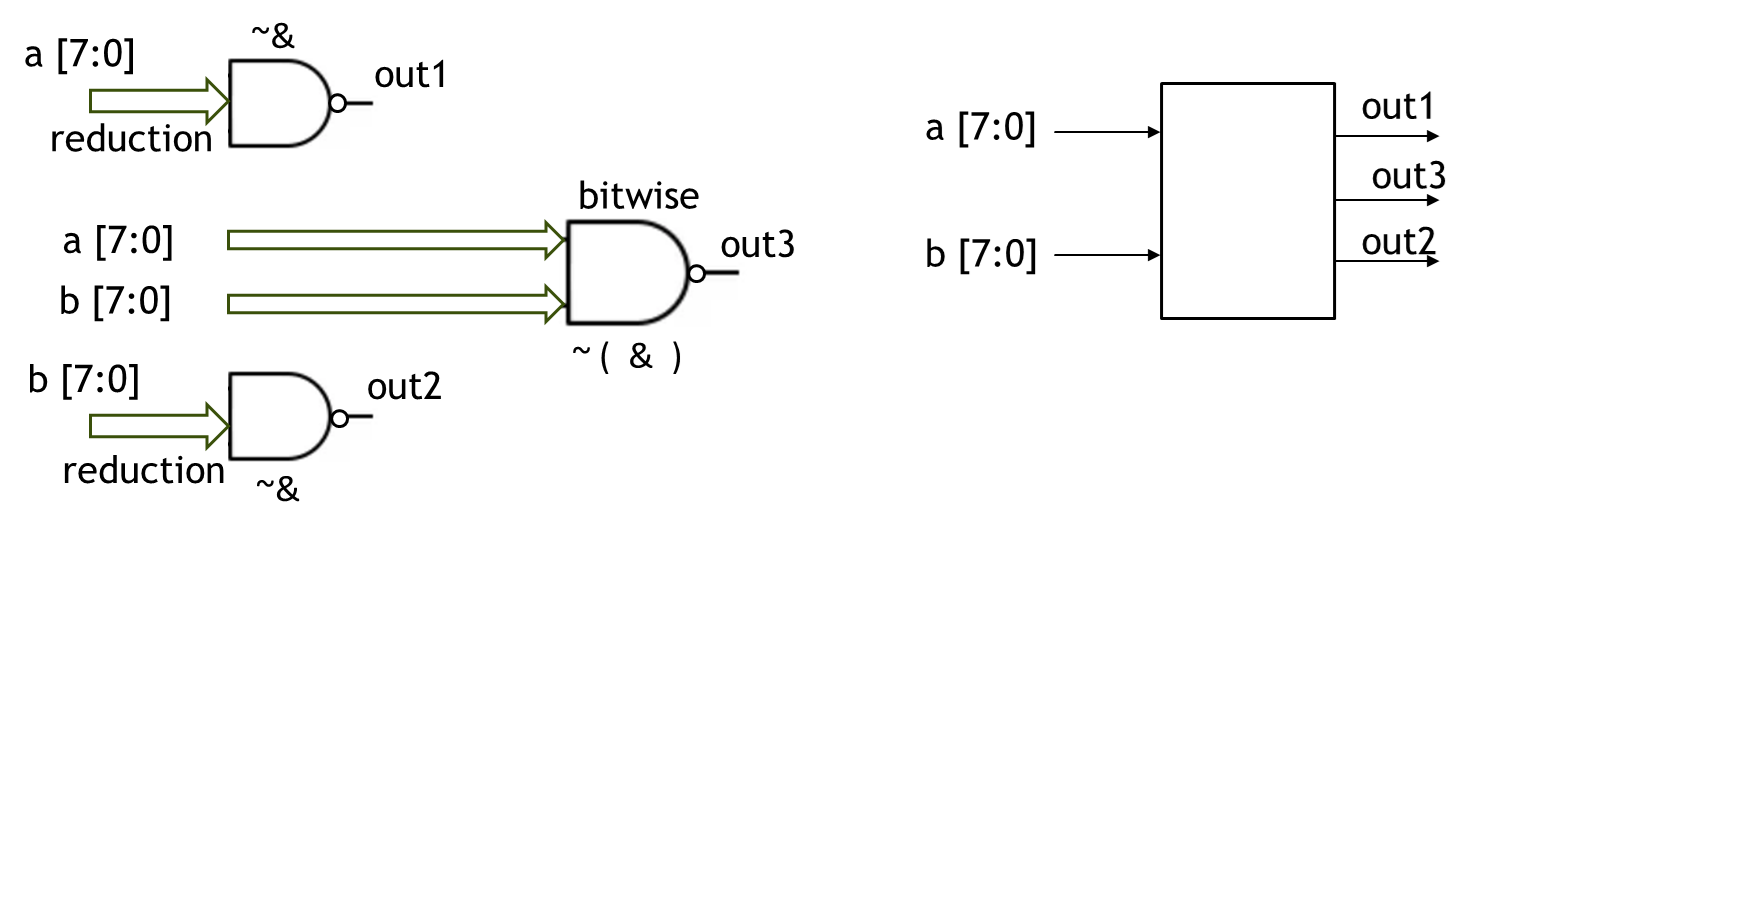 ~&
a [7:0]
out1
reduction
bitwise
a [7:0]
out3
b [7:0]
~( & )
b [7:0]
out2
reduction
~&
a [7:0]
out1
out3
b [7:0]
out2